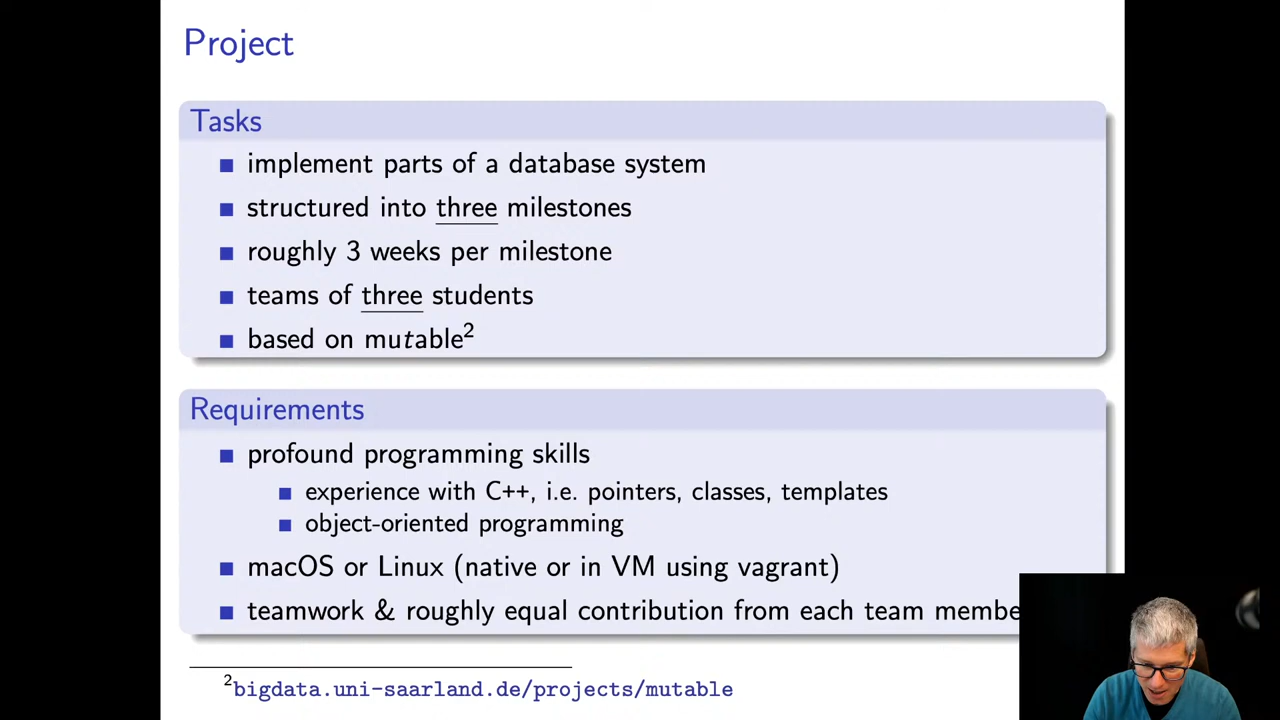 Project
Tasks
implement parts of a database system
structured into three milestones
roughly 3 weeks per milestone
teams of three students
based on mutable²
Requirements
profound programming skills
experience with C++, i.e. pointers, classes, templates
object-oriented programming
macOS or Linux (native or in VM using vagrant)
teamwork & roughly equal contribution from each team membe
²bigdata.uni-saarland.de/projects/mutable